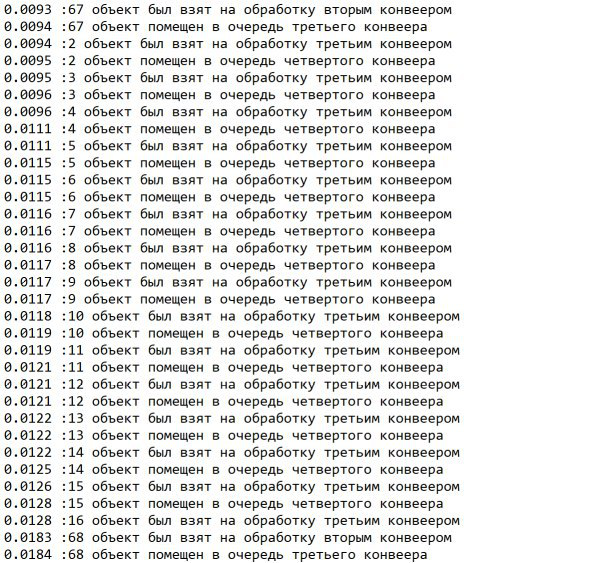 0.0093 :67 объект был взят на обработку вторым конвеером
0.0094 :67 объект помещен в очередь третьего конвеера
0.0094 :2 объект был взят на обработку третьим конвеером
0.0095 :2 объект помещен в очередь четвертого конвеера
0.0095 :3 объект был взят на обработку третьим конвеером
0.0096 :3 объект помещен в очередь четвертого конвеера
0.0096 :4 объект был взят на обработку третьим конвеером
0.0111 :4 объект помещен в очередь четвертого конвеера
0.0111 :5 объект был взят на обработку третьим конвеером
0.0115 :5 объект помещен в очередь четвертого конвеера
0.0115 :6 объект был взят на обработку третьим конвеером
0.0115 :6 объект помещен в очередь четвертого конвеера
0.0116 :7 объект был взят на обработку третьим конвеером
0.0116 :7 объект помещен в очередь четвертого конвеера
0.0116 :8 объект был взят на обработку третьим конвеером
0.0117 :8 объект помещен в очередь четвертого конвеера
0.0117 :9 объект был взят на обработку третьим конвеером
0.0117 :9 объект помещен в очередь четвертого конвеера
0.0118 :10 объект был взят на обработку третьим конвеером
0.0119 :10 объект помещен в очередь четвертого конвеера
0.0119 :11 объект был взят на обработку третьим конвеером
0.0121 :11 объект помещен в очередь четвертого конвеера
0.0121 :12 объект был взят на обработку третьим конвеером
0.0121 :12 объект помещен в очередь четвертого конвеера
0.0122 :13 объект был взят на обработку третьим конвеером
0.0122 :13 объект помещен в очередь четвертого конвеера
0.0122 :14 объект был взят на обработку третьим конвеером
0.0125 :14 объект помещен в очередь четвертого конвеера
0.0126 :15 объект был взят на обработку третьим конвеером
0.0128 :15 объект помещен в очередь четвертого конвеера
0.0128 :16 объект был взят на обработку третьим конвеером
0.0183 :68 объект был взят на обработку вторым конвеером
0.0184 :68 объект помещен в очередь третьего конвеера